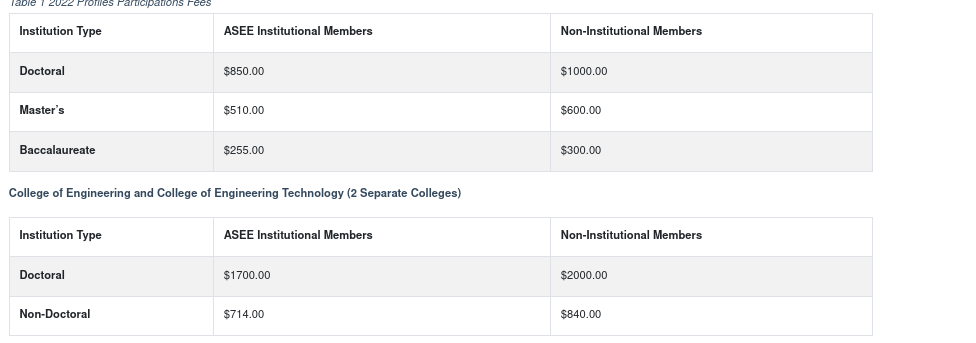 Table 1 2022 Profiles Participations Fees
Institution Type ASEE Institutional Members Non-Institutional Members
Doctoral $850.00 $1000.00
Master's $510.00 $600.00
Baccalaureate $255.00 $300.00
College of Engineering and College of Engineering Technology (2 Separate Colleges)
Institution Type ASEE Institutional Members Non-Institutional Members
Doctoral $1700.00 $2000.00
Non-Doctoral $714.00 $840.00